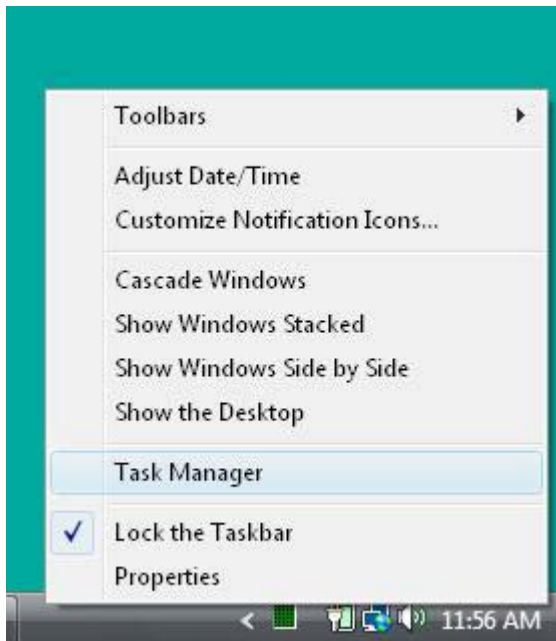 Toolbars
Adjust Date/Time
Customize Notification Icons...
Cascade Windows
Show Windows Stacked
Show Windows Side by Side
Show the Desktop
Task Manager
Lock the Taskbar
Properties
11:56 AM